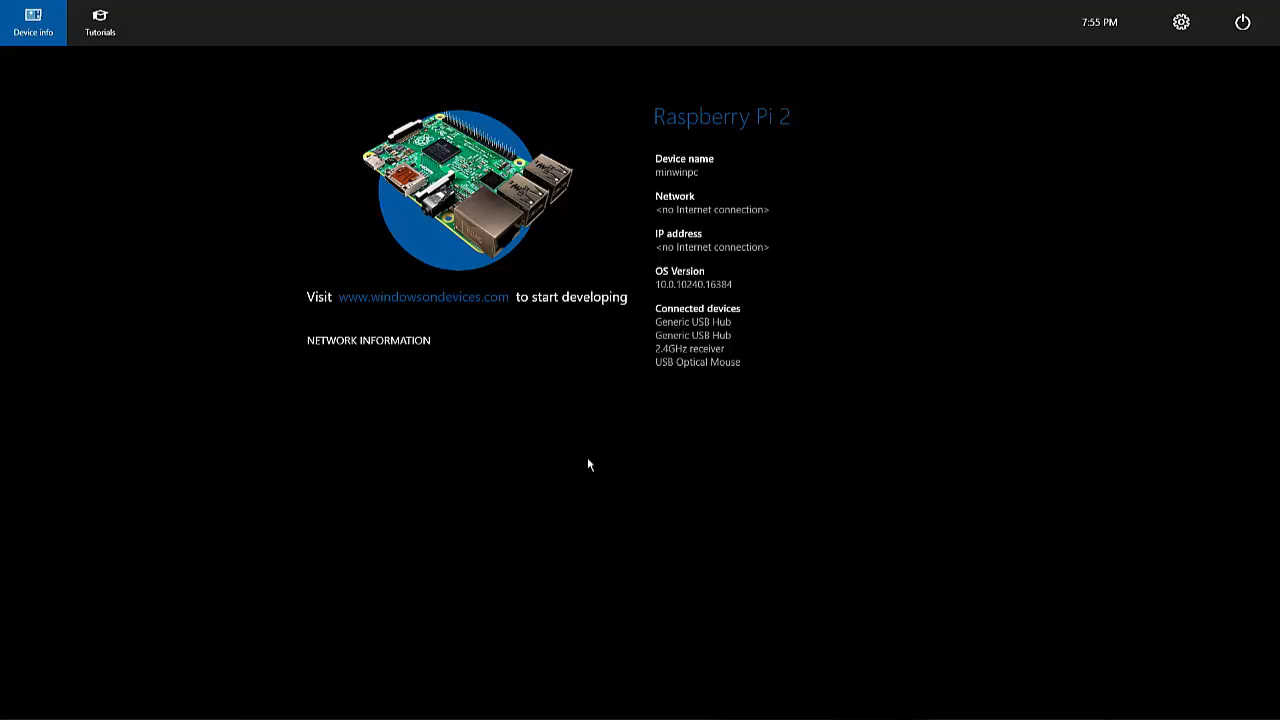 Device info
Tutorials
7:55 PM
Raspberry Pi 2
Device name
minwinpc
Network
<no Internet connection>
IP address
<no Internet connection>
OS Version
10.0.10240.16384
Connected devices
Generic USB Hub
Generic USB Hub
2.4GHz receiver
USB Optical Mouse
Visit www.windowsondevices.com to start developing
NETWORK INFORMATION